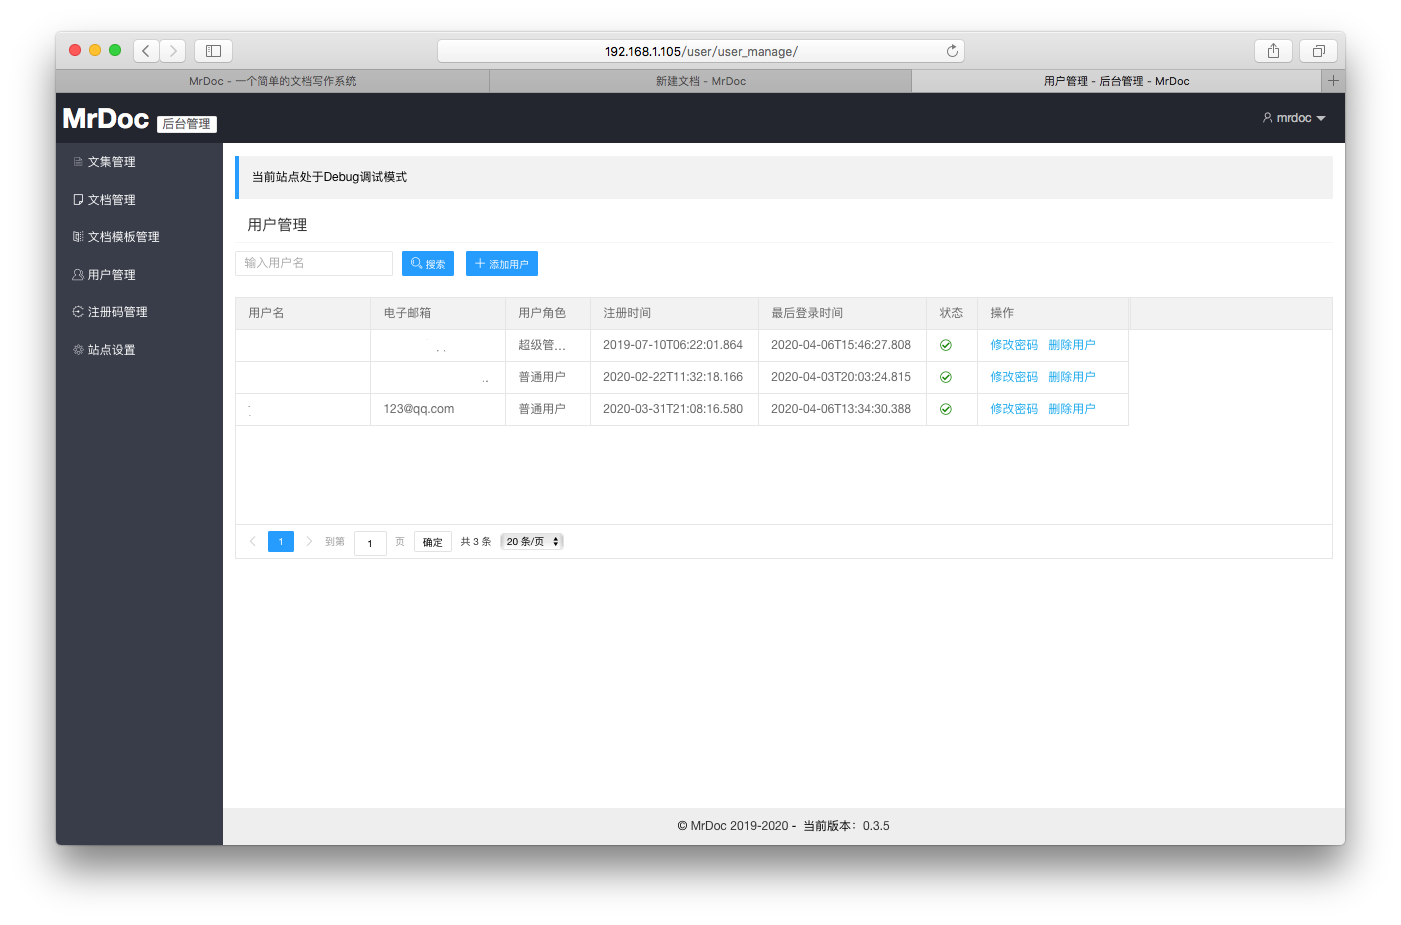 192.168.1.105/user/user_manage/
MrDoc - 一个简单的文档写作系统
新建文档 - MrDoc
用户管理 - 后台管理 - MrDoc
MrDoc 后台管理
mrdoc
文集管理
文档管理
文档模板管理
用户管理
注册码管理
站点设置
当前站点处于Debug调试模式
用户管理
输入用户名 搜索 添加用户
用户名 电子邮箱 用户角色 注册时间 最后登录时间 状态 操作
超级管... 2019-07-10T06:22:01.864 2020-04-06T15:46:27.808 修改密码 删除用户
普通用户 2020-02-22T11:32:18.166 2020-04-03T20:03:24.815 修改密码 删除用户
123@qq.com 普通用户 2020-03-31T21:08:16.580 2020-04-06T13:34:30.388 修改密码 删除用户
1 到第 1 页 确定 共 3 条 20 条/页
© MrDoc 2019-2020 - 当前版本：0.3.5